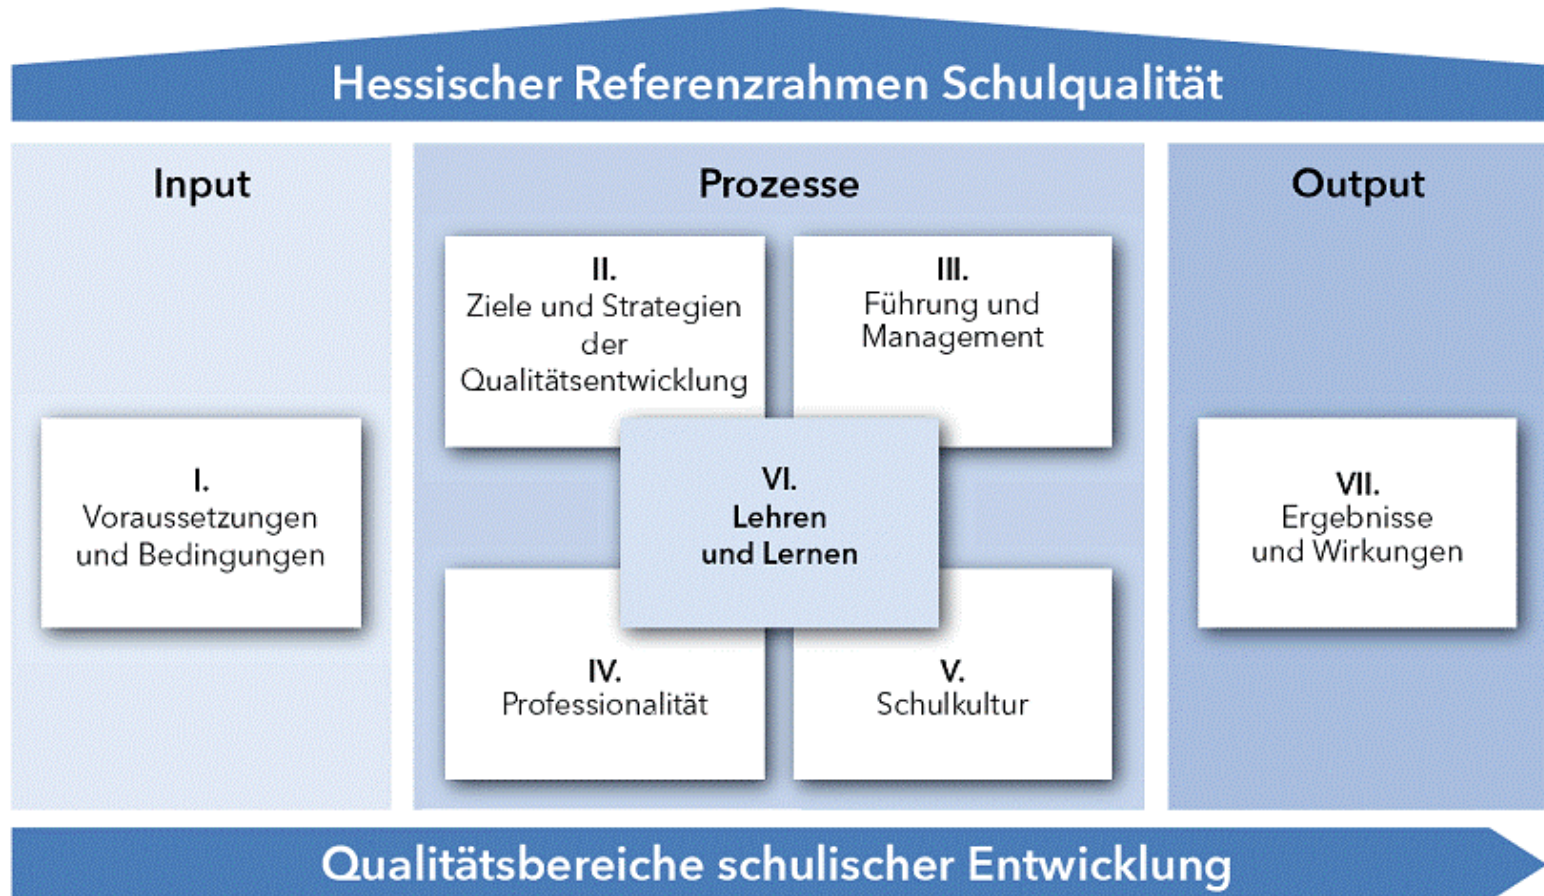 Hessischer Referenzrahmen Schulqualität
Input
Prozesse
Output
I.
Voraussetzungen
und Bedingungen
II.
Ziele und Strategien
der
Qualitätsentwicklung
III.
Führung und
Management
VI.
Lehren
und Lernen
IV.
Professionalität
V.
Schulkultur
VII.
Ergebnisse
und Wirkungen
Qualitätsbereiche schulischer Entwicklung